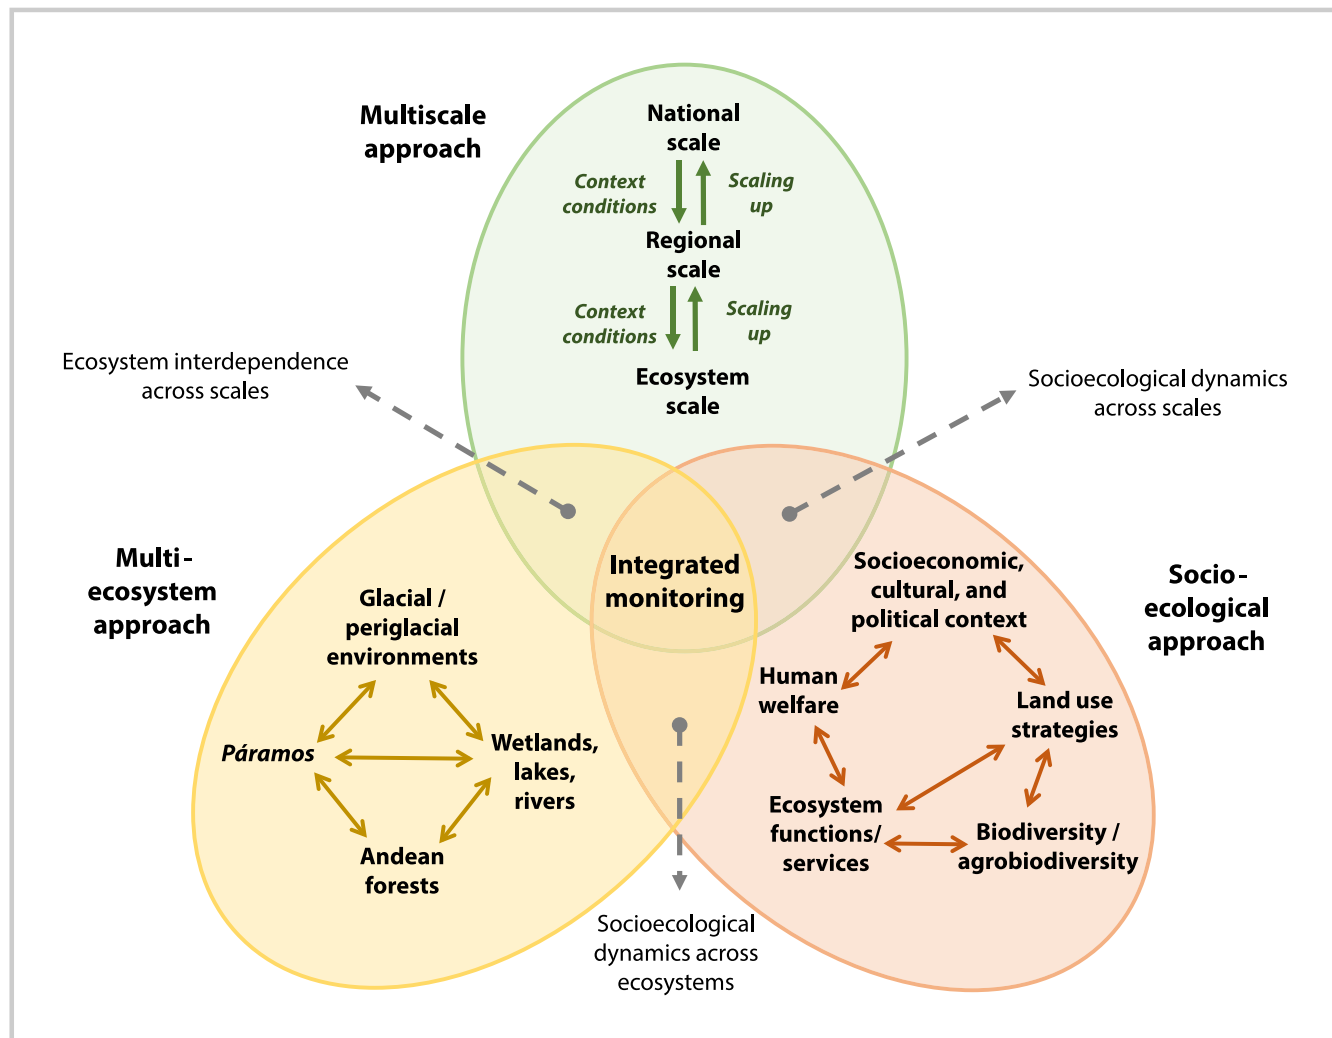 Multiscale
approach
National
scale
Context
conditions
Scaling
up
Regional
scale
Context
conditions
Scaling
up
Ecosystem
scale
Ecosystem interdependence
across scales
Socioecological dynamics
across scales
Multi-
ecosystem
approach
Integrated
monitoring
Socio-
ecological
approach
Glacial /
periglacial
environments
Páramos
Wetlands,
lakes,
rivers
Andean
forests
Socioeconomic,
cultural, and
political context
Human
welfare
Land use
strategies
Ecosystem
functions/
services
Biodiversity /
agrobiodiversity
Socioecological
dynamics across
ecosystems